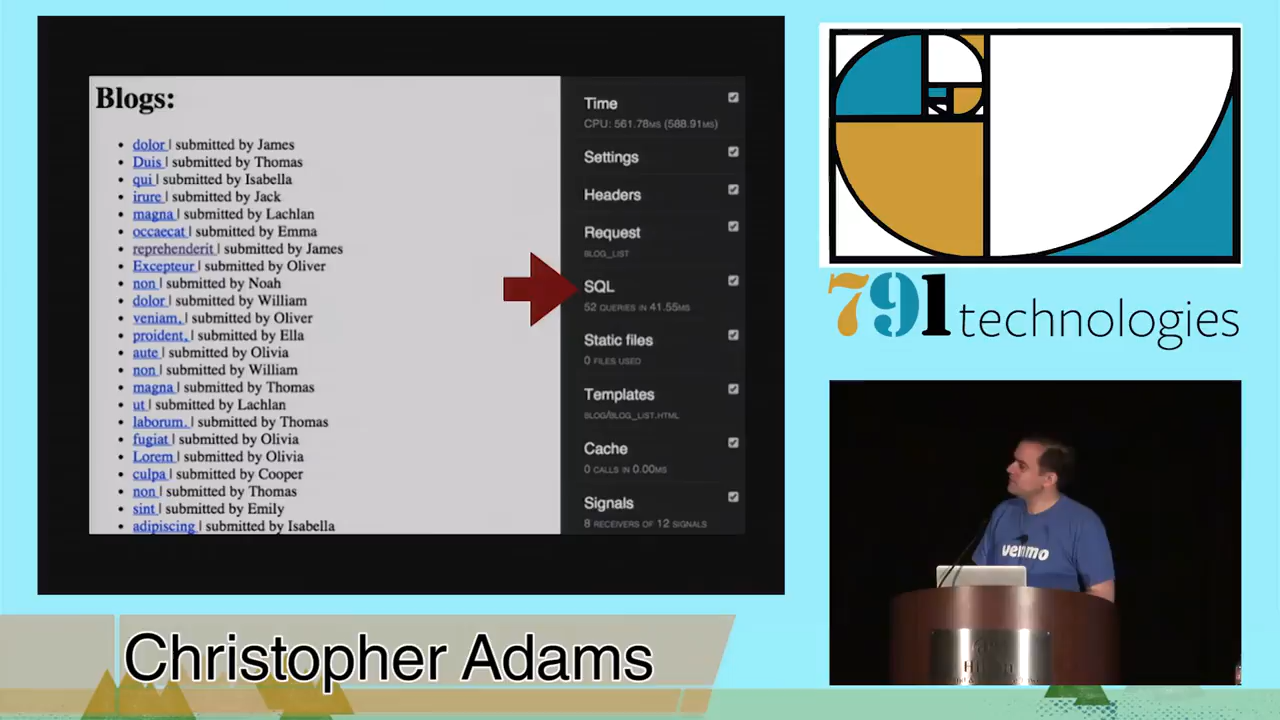 Blogs:
dolor | submitted by James
Duis | submitted by Thomas
qui | submitted by Isabella
irure | submitted by Jack
magna | submitted by Lachlan
occaecat | submitted by Emma
reprehenderit | submitted by James
Excepteur | submitted by Oliver
non | submitted by Noah
dolor | submitted by William
veniam, | submitted by Oliver
proident, | submitted by Ella
aute | submitted by Olivia
non | submitted by William
magna | submitted by Thomas
ut | submitted by Lachlan
laborum. | submitted by Thomas
fugiat | submitted by Olivia
Lorem | submitted by Olivia
culpa | submitted by Cooper
non | submitted by Thomas
sint | submitted by Emily
adipiscing | submitted by Isabella
Time
CPU: 561.78ms (588.91ms)
Settings
Headers
Request
BLOG_LIST
SQL
52 QUERIES IN 41.55MS
Static files
0 FILES USED
Templates
BLOG/BLOG_LIST.HTML
Cache
0 CALLS IN 0.00MS
Signals
8 RECEIVERS OF 12 SIGNALS
791 technologies
venmo
Christopher Adams